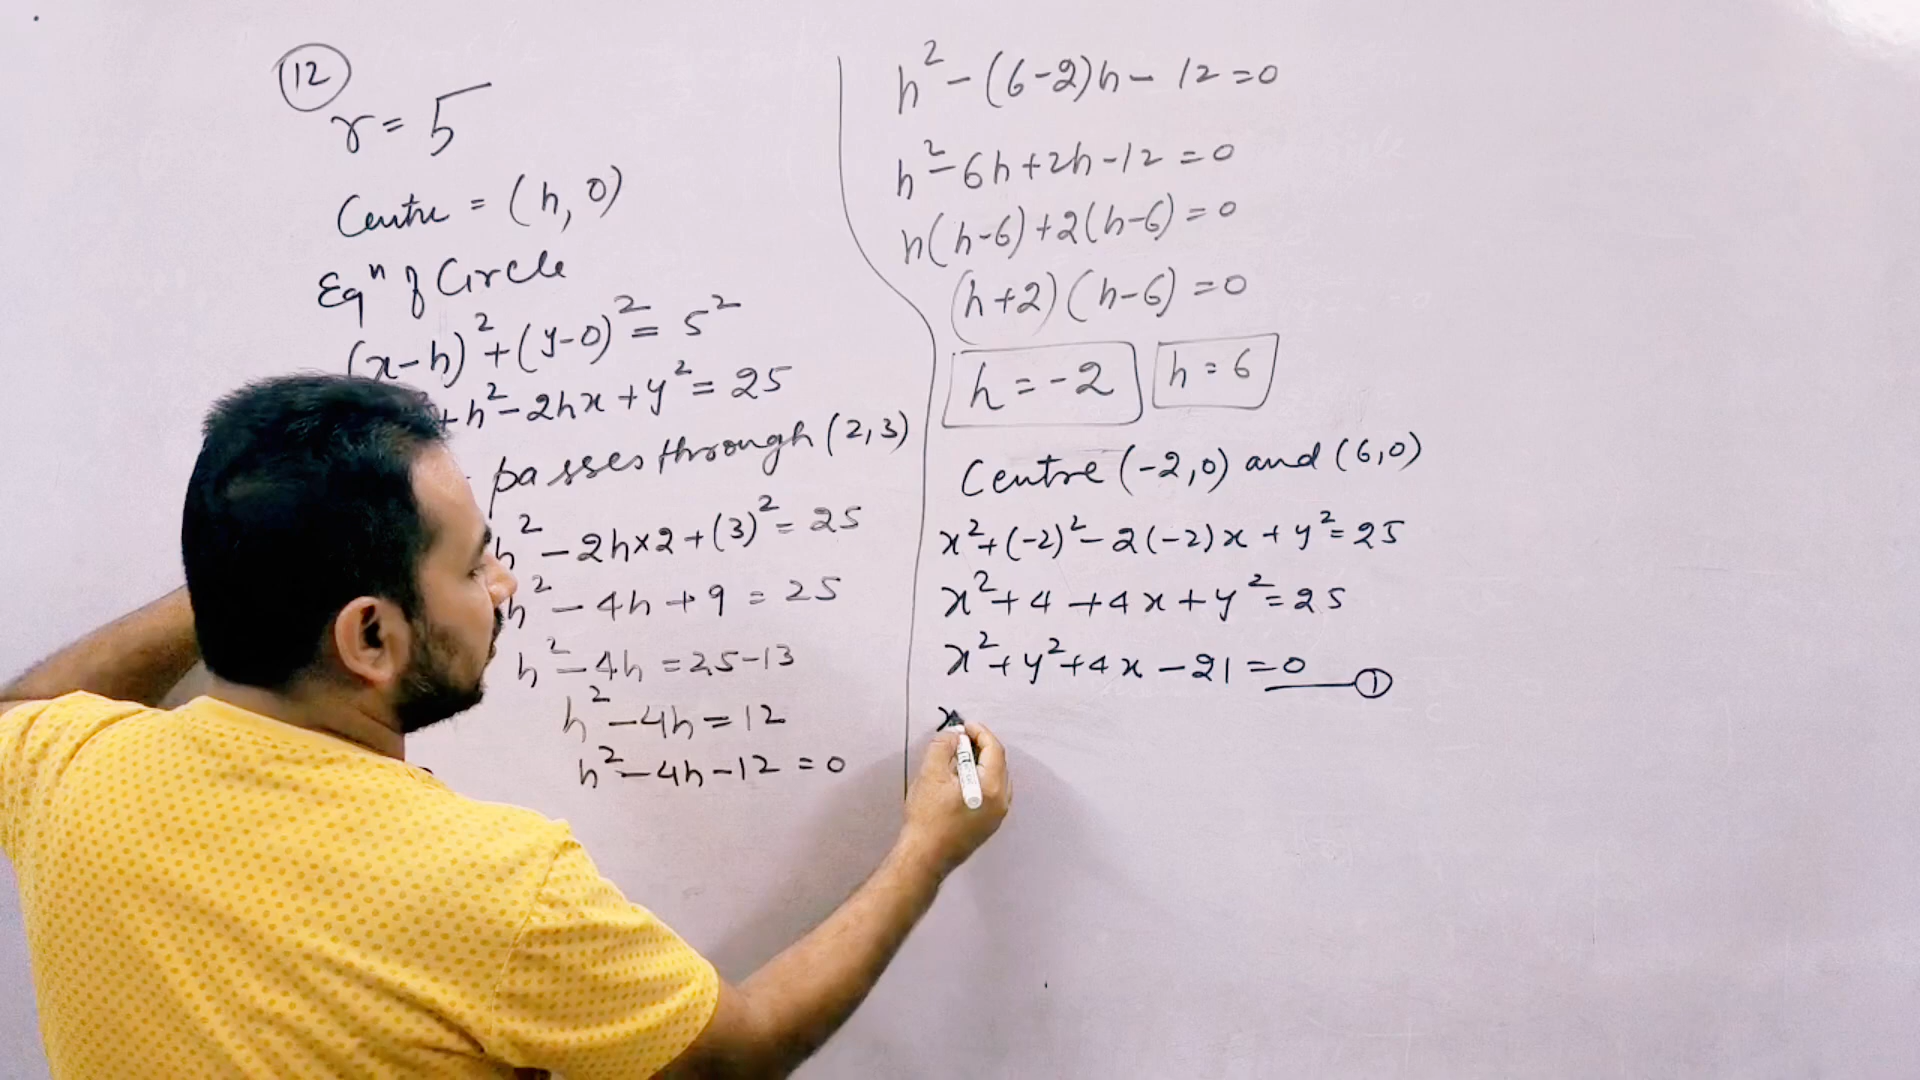 12
r = 5
Centre = (h, 0)
Eqⁿ of Circle
(x-h)² + (y-0)² = 5²
+h² - 2hx + y² = 25
passes through (2,3)
h² - 2h×2 + (3)² = 25
h² - 4h + 9 = 25
h² - 4h = 25-13
h² - 4h = 12
h² - 4h - 12 = 0
h² - (6-2)h - 12 = 0
h² - 6h + 2h - 12 = 0
h(h-6) + 2(h-6) = 0
(h+2)(h-6) = 0
h = -2 h = 6
Centre (-2,0) and (6,0)
x² + (-2)² - 2(-2)x + y² = 25
x² + 4 + 4x + y² = 25
x² + y² + 4x - 21 = 0 — 1
x